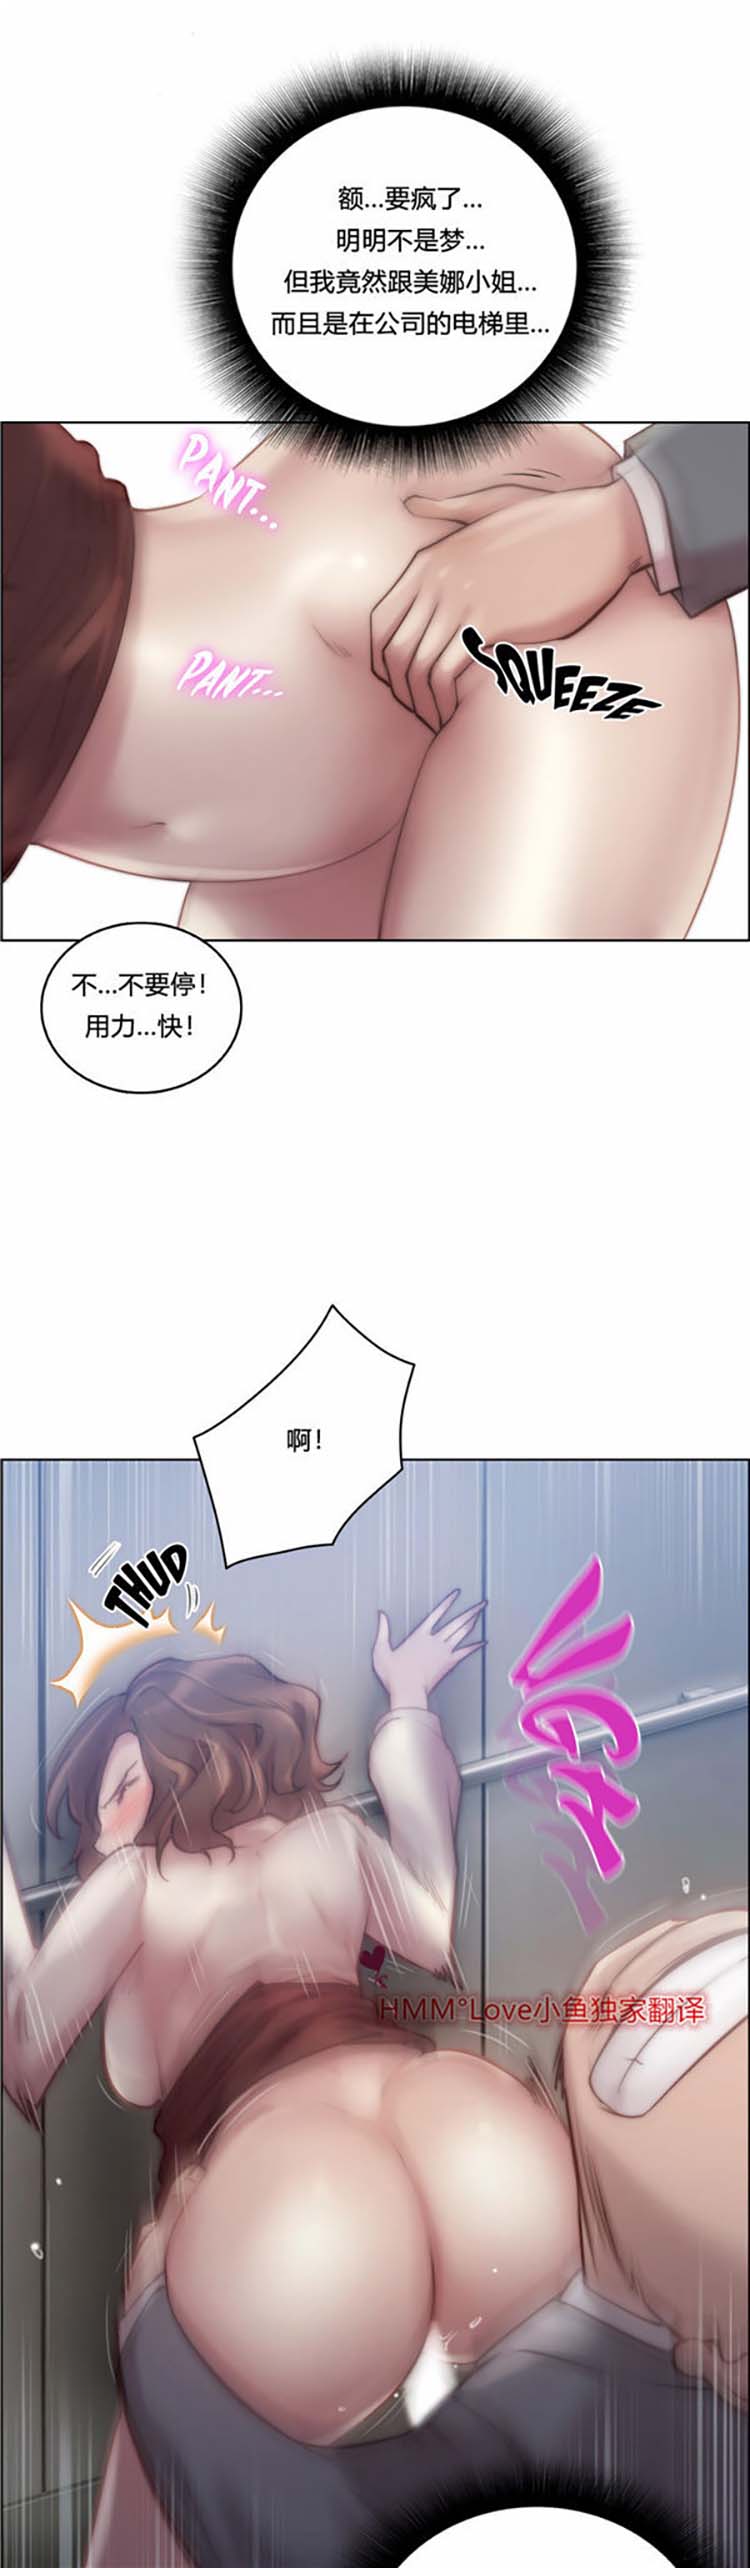 额...要疯了...
明明不是梦...
但我竟然跟美娜小姐...
而且是在公司的电梯里...
PANT...
PANT...
SQUEEZE
不...不要停!
用力...快!
啊!
THUD
NGH
HMM°Love小鱼独家翻译